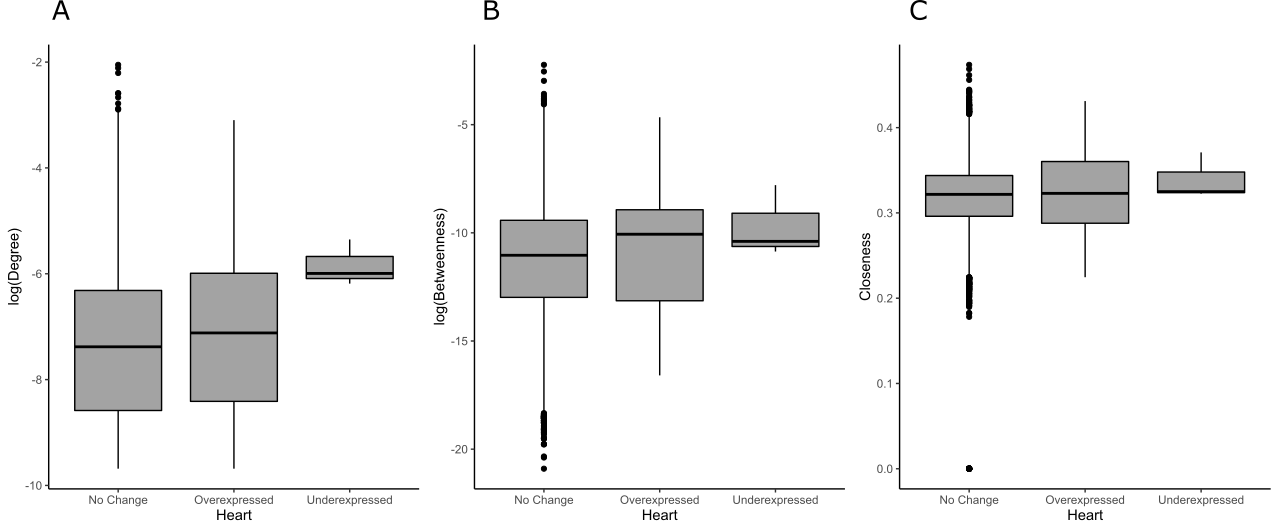 A
B
C
log(Degree)
-2
-4
-6
-8
-10
No Change
Overexpressed
Underexpressed
Heart
log(Betweenness)
-5
-10
-15
-20
No Change
Overexpressed
Underexpressed
Heart
Closeness
0.4
0.3
0.2
0.1
0.0
No Change
Overexpressed
Underexpressed
Heart